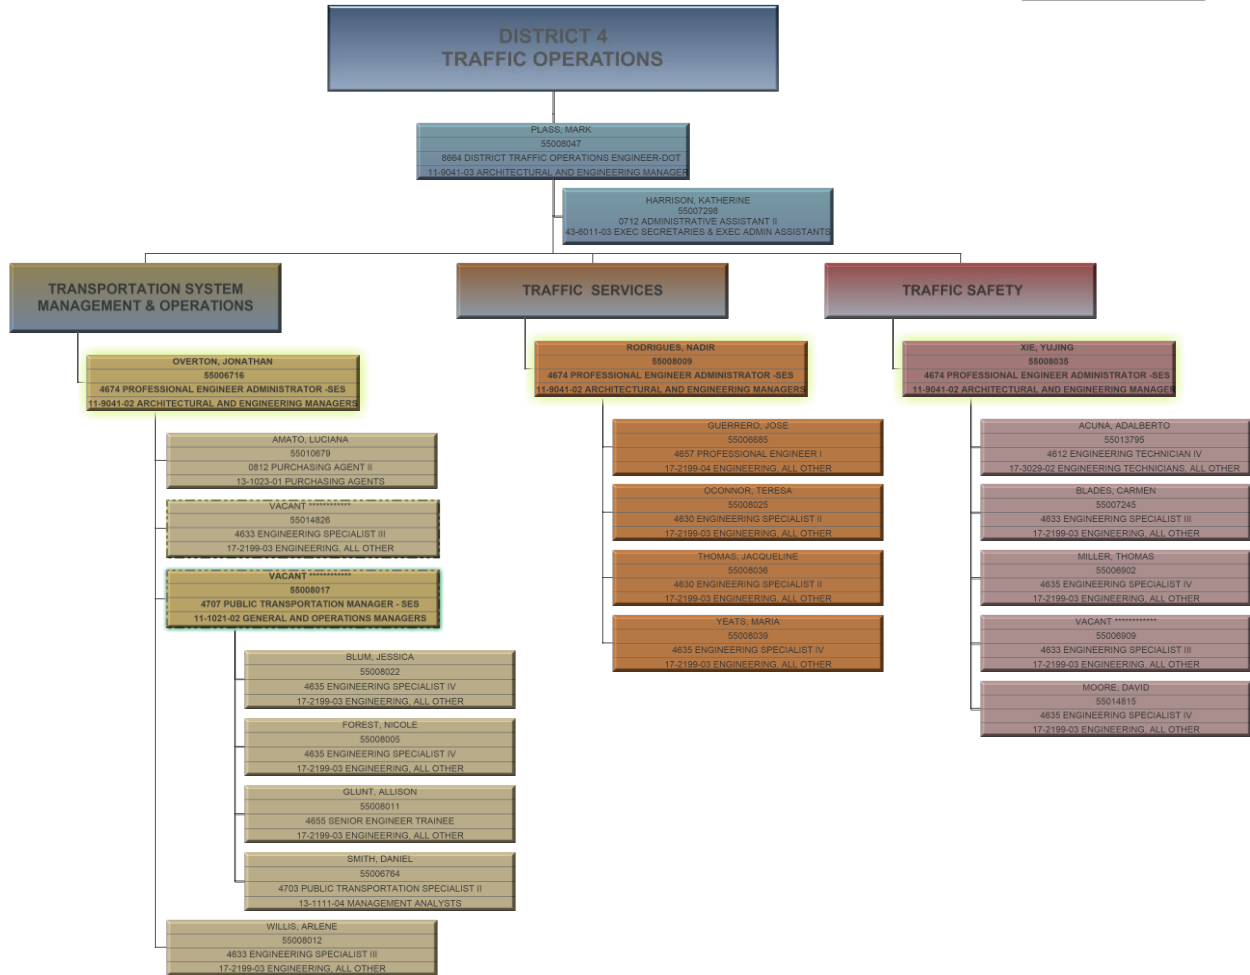 DISTRICT 4
TRAFFIC OPERATIONS
PLASS, MARK
55008047
8664 DISTRICT TRAFFIC OPERATIONS ENGINEER-DOT
11-9041-03 ARCHITECTURAL AND ENGINEERING MANAGER
HARRISON, KATHERINE
55007298
0712 ADMINISTRATIVE ASSISTANT II
43-6011-03 EXEC SECRETARIES & EXEC ADMIN ASSISTANTS
TRANSPORTATION SYSTEM
MANAGEMENT & OPERATIONS
OVERTON, JONATHAN
55006716
4674 PROFESSIONAL ENGINEER ADMINISTRATOR -SES
11-9041-02 ARCHITECTURAL AND ENGINEERING MANAGERS
AMATO, LUCIANA
55010679
0812 PURCHASING AGENT II
13-1023-01 PURCHASING AGENTS
VACANT ************
55014826
4633 ENGINEERING SPECIALIST III
17-2199-03 ENGINEERING, ALL OTHER
VACANT ************
55008017
4707 PUBLIC TRANSPORTATION MANAGER - SES
11-1021-02 GENERAL AND OPERATIONS MANAGERS
BLUM, JESSICA
55008022
4635 ENGINEERING SPECIALIST IV
17-2199-03 ENGINEERING, ALL OTHER
FOREST, NICOLE
55008005
4635 ENGINEERING SPECIALIST IV
17-2199-03 ENGINEERING, ALL OTHER
GLUNT, ALLISON
55008011
4655 SENIOR ENGINEER TRAINEE
17-2199-03 ENGINEERING, ALL OTHER
SMITH, DANIEL
55006764
4703 PUBLIC TRANSPORTATION SPECIALIST II
13-1111-04 MANAGEMENT ANALYSTS
WILLIS, ARLENE
55008012
4633 ENGINEERING SPECIALIST III
17-2199-03 ENGINEERING, ALL OTHER
TRAFFIC SERVICES
RODRIGUES, NADIR
55008009
4674 PROFESSIONAL ENGINEER ADMINISTRATOR -SES
11-9041-02 ARCHITECTURAL AND ENGINEERING MANAGERS
GUERRERO, JOSE
55006685
4657 PROFESSIONAL ENGINEER I
17-2199-04 ENGINEERING, ALL OTHER
OCONNOR, TERESA
55008025
4630 ENGINEERING SPECIALIST II
17-2199-03 ENGINEERING, ALL OTHER
THOMAS, JACQUELINE
55008036
4630 ENGINEERING SPECIALIST II
17-2199-03 ENGINEERING, ALL OTHER
YEATS, MARIA
55008039
4635 ENGINEERING SPECIALIST IV
17-2199-03 ENGINEERING, ALL OTHER
TRAFFIC SAFETY
XIE, YUJING
55008035
4674 PROFESSIONAL ENGINEER ADMINISTRATOR -SES
11-9041-02 ARCHITECTURAL AND ENGINEERING MANAGER
ACUNA, ADALBERTO
55013795
4612 ENGINEERING TECHNICIAN IV
17-3029-02 ENGINEERING TECHNICIANS, ALL OTHER
BLADES, CARMEN
55007245
4633 ENGINEERING SPECIALIST III
17-2199-03 ENGINEERING, ALL OTHER
MILLER, THOMAS
55006902
4635 ENGINEERING SPECIALIST IV
17-2199-03 ENGINEERING, ALL OTHER
VACANT ************
55006909
4633 ENGINEERING SPECIALIST III
17-2199-03 ENGINEERING, ALL OTHER
MOORE, DAVID
55014815
4635 ENGINEERING SPECIALIST IV
17-2199-03 ENGINEERING, ALL OTHER